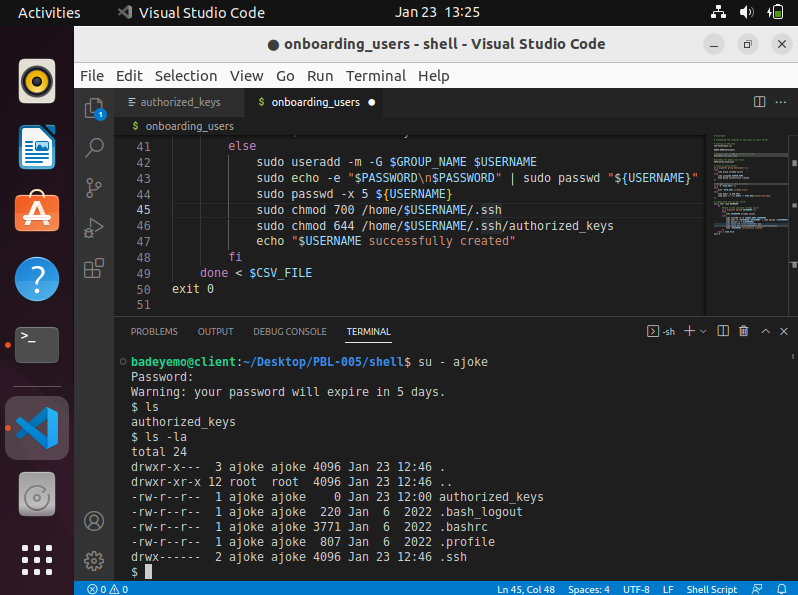 Activities
Visual Studio Code
Jan 23 13:25
onboarding_users - shell - Visual Studio Code
File Edit Selection View Go Run Terminal Help
authorized_keys
$ onboarding_users
$ onboarding_users
1
41 else
42 sudo useradd -m -G $GROUP_NAME $USERNAME
43 sudo echo -e "$PASSWORD\n$PASSWORD" | sudo passwd "${USERNAME}"
44 sudo passwd -x 5 ${USERNAME}
45 sudo chmod 700 /home/$USERNAME/.ssh
46 sudo chmod 644 /home/$USERNAME/.ssh/authorized_keys
47 echo "$USERNAME successfully created"
48 fi
49 done < $CSV_FILE
50 exit 0
51
PROBLEMS OUTPUT DEBUG CONSOLE TERMINAL
-sh
badeyemo@client:~/Desktop/PBL-005/shell$ su - ajoke
Password:
Warning: your password will expire in 5 days.
$ ls
authorized_keys
$ ls -la
total 24
drwxr-x--- 3 ajoke ajoke 4096 Jan 23 12:46 .
drwxr-xr-x 12 root root 4096 Jan 23 12:46 ..
-rw-r--r-- 1 ajoke ajoke 0 Jan 23 12:00 authorized_keys
-rw-r--r-- 1 ajoke ajoke 220 Jan 6 2022 .bash_logout
-rw-r--r-- 1 ajoke ajoke 3771 Jan 6 2022 .bashrc
-rw-r--r-- 1 ajoke ajoke 807 Jan 6 2022 .profile
drwx------ 2 ajoke ajoke 4096 Jan 23 12:46 .ssh
$
0 0
Ln 45, Col 48 Spaces: 4 UTF-8 LF Shell Script